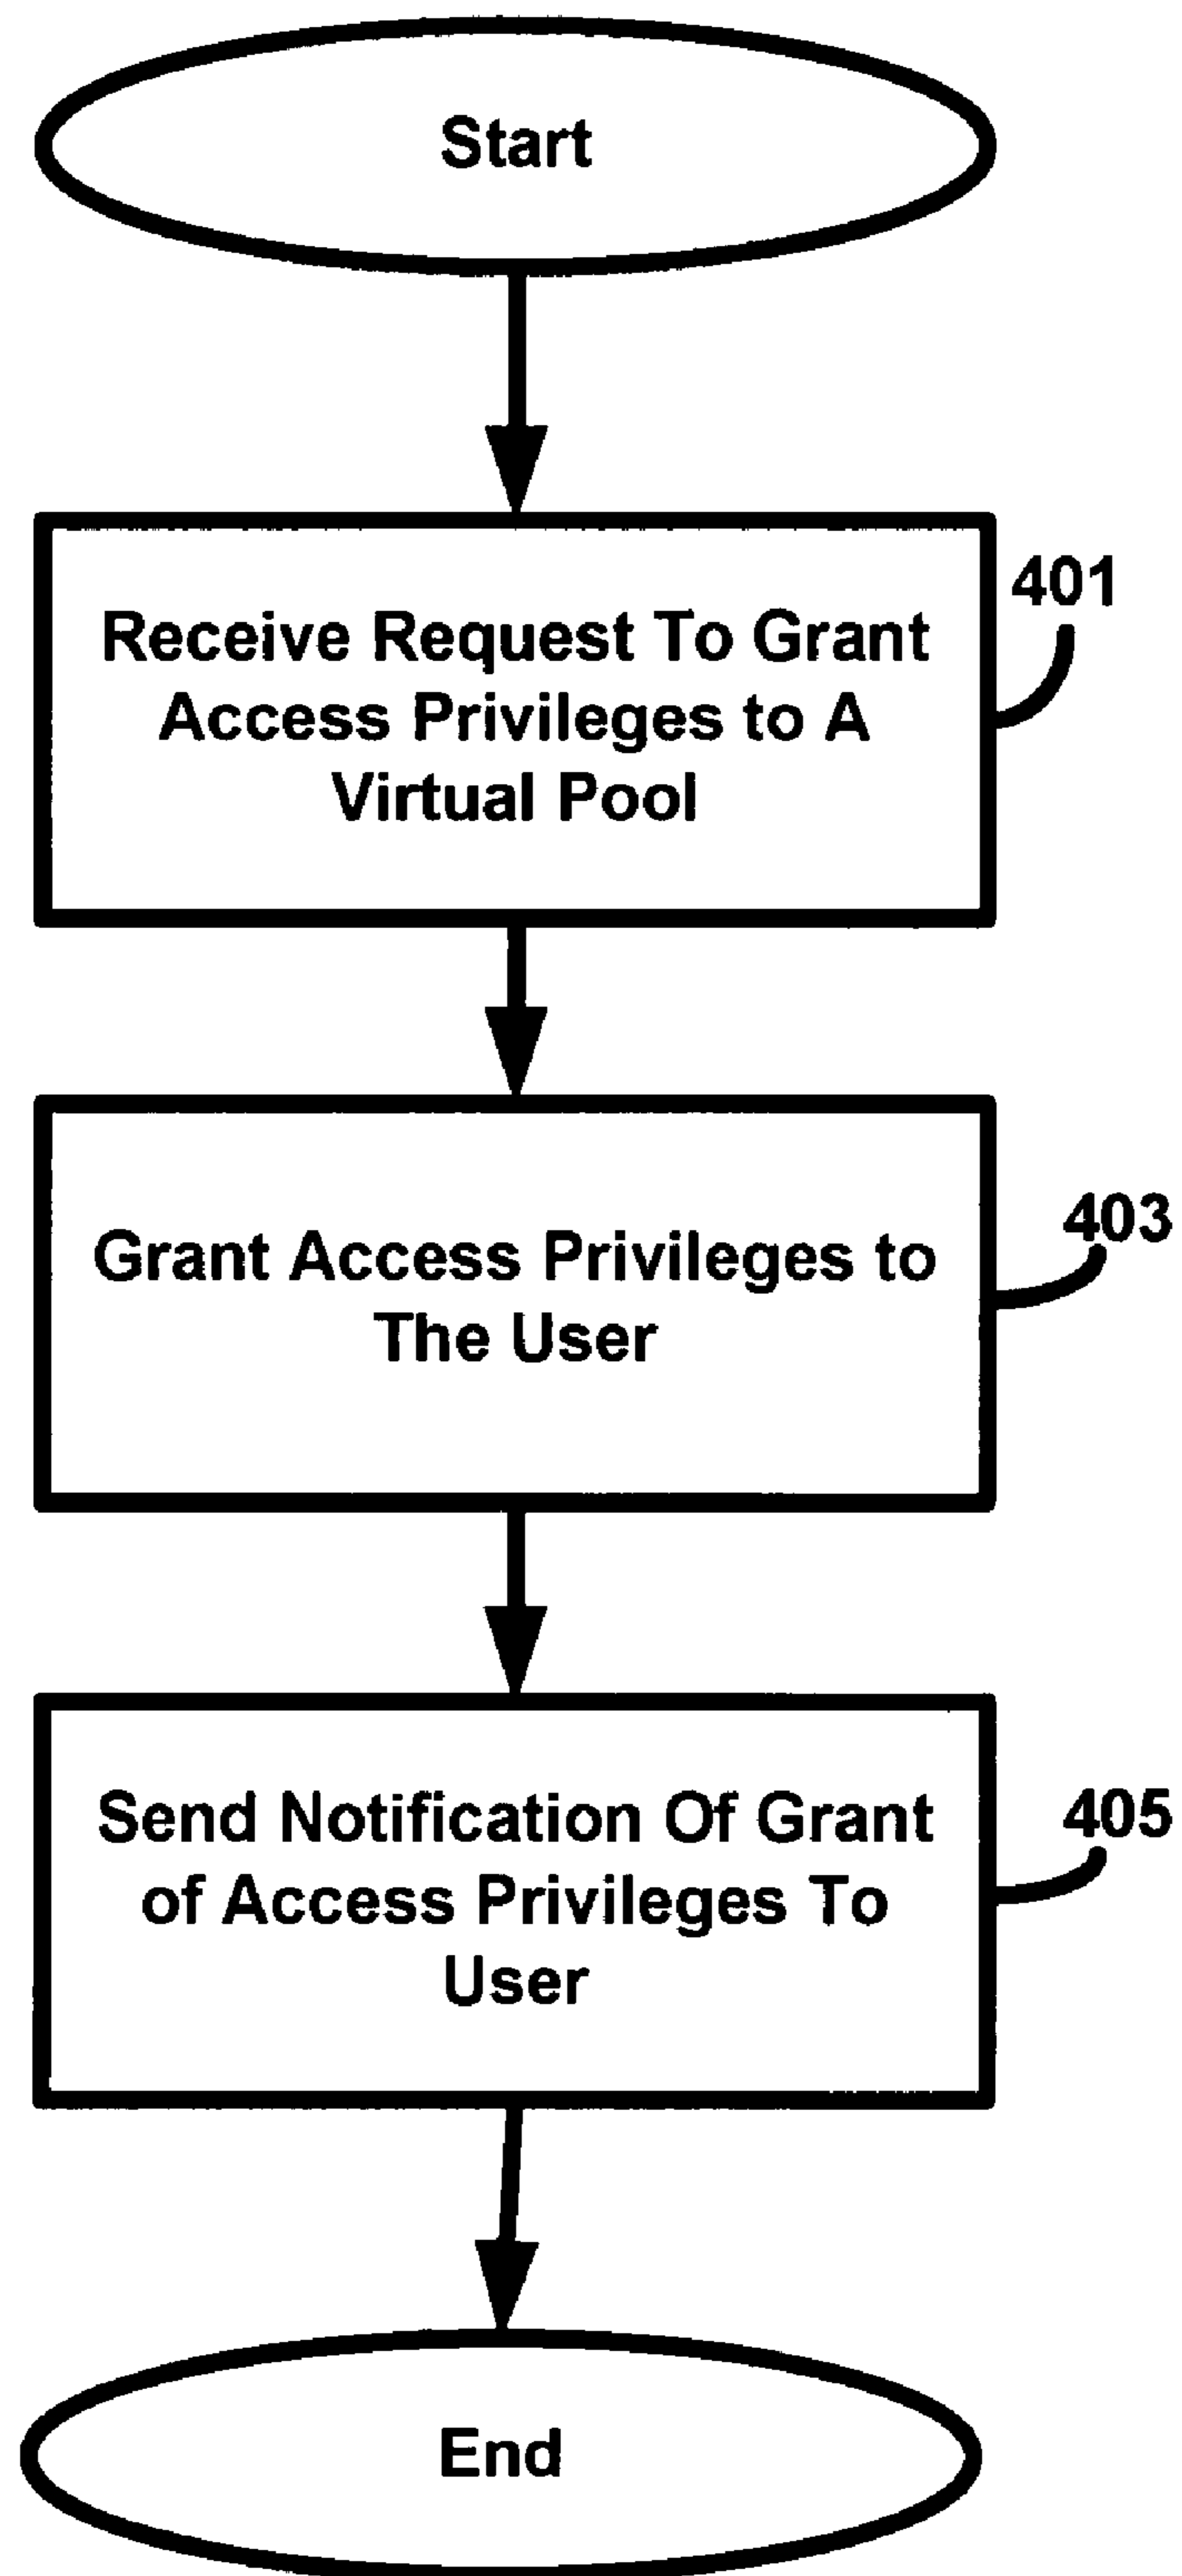 Start
401
Receive Request To Grant
Access Privileges to A
Virtual Pool
403
Grant Access Privileges to
The User
405
Send Notification Of Grant
of Access Privileges To
User
End